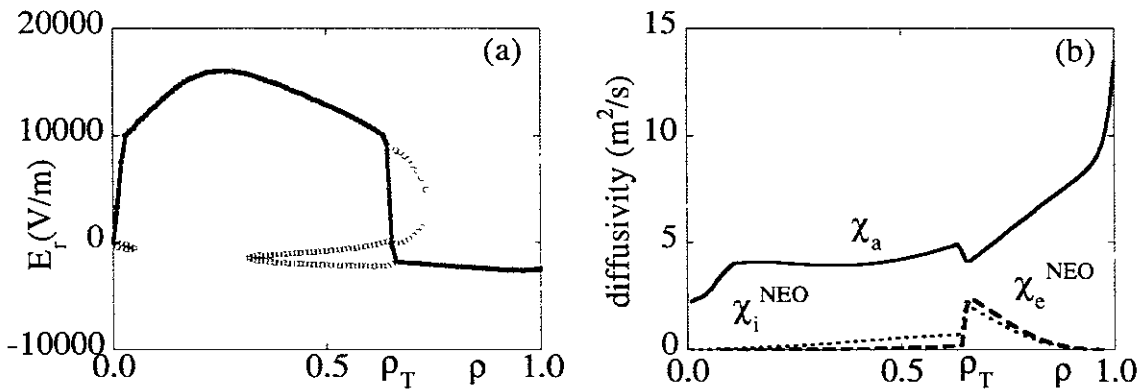 20000
(a)
10000
E_r(V/m)
0
-10000
0.0
0.5
ρ_T
ρ
1.0
15
(b)
10
diffusivity (m²/s)
χ_a
5
χ_i^NEO
χ_e^NEO
0
0.0
0.5
ρ_T
ρ
1.0